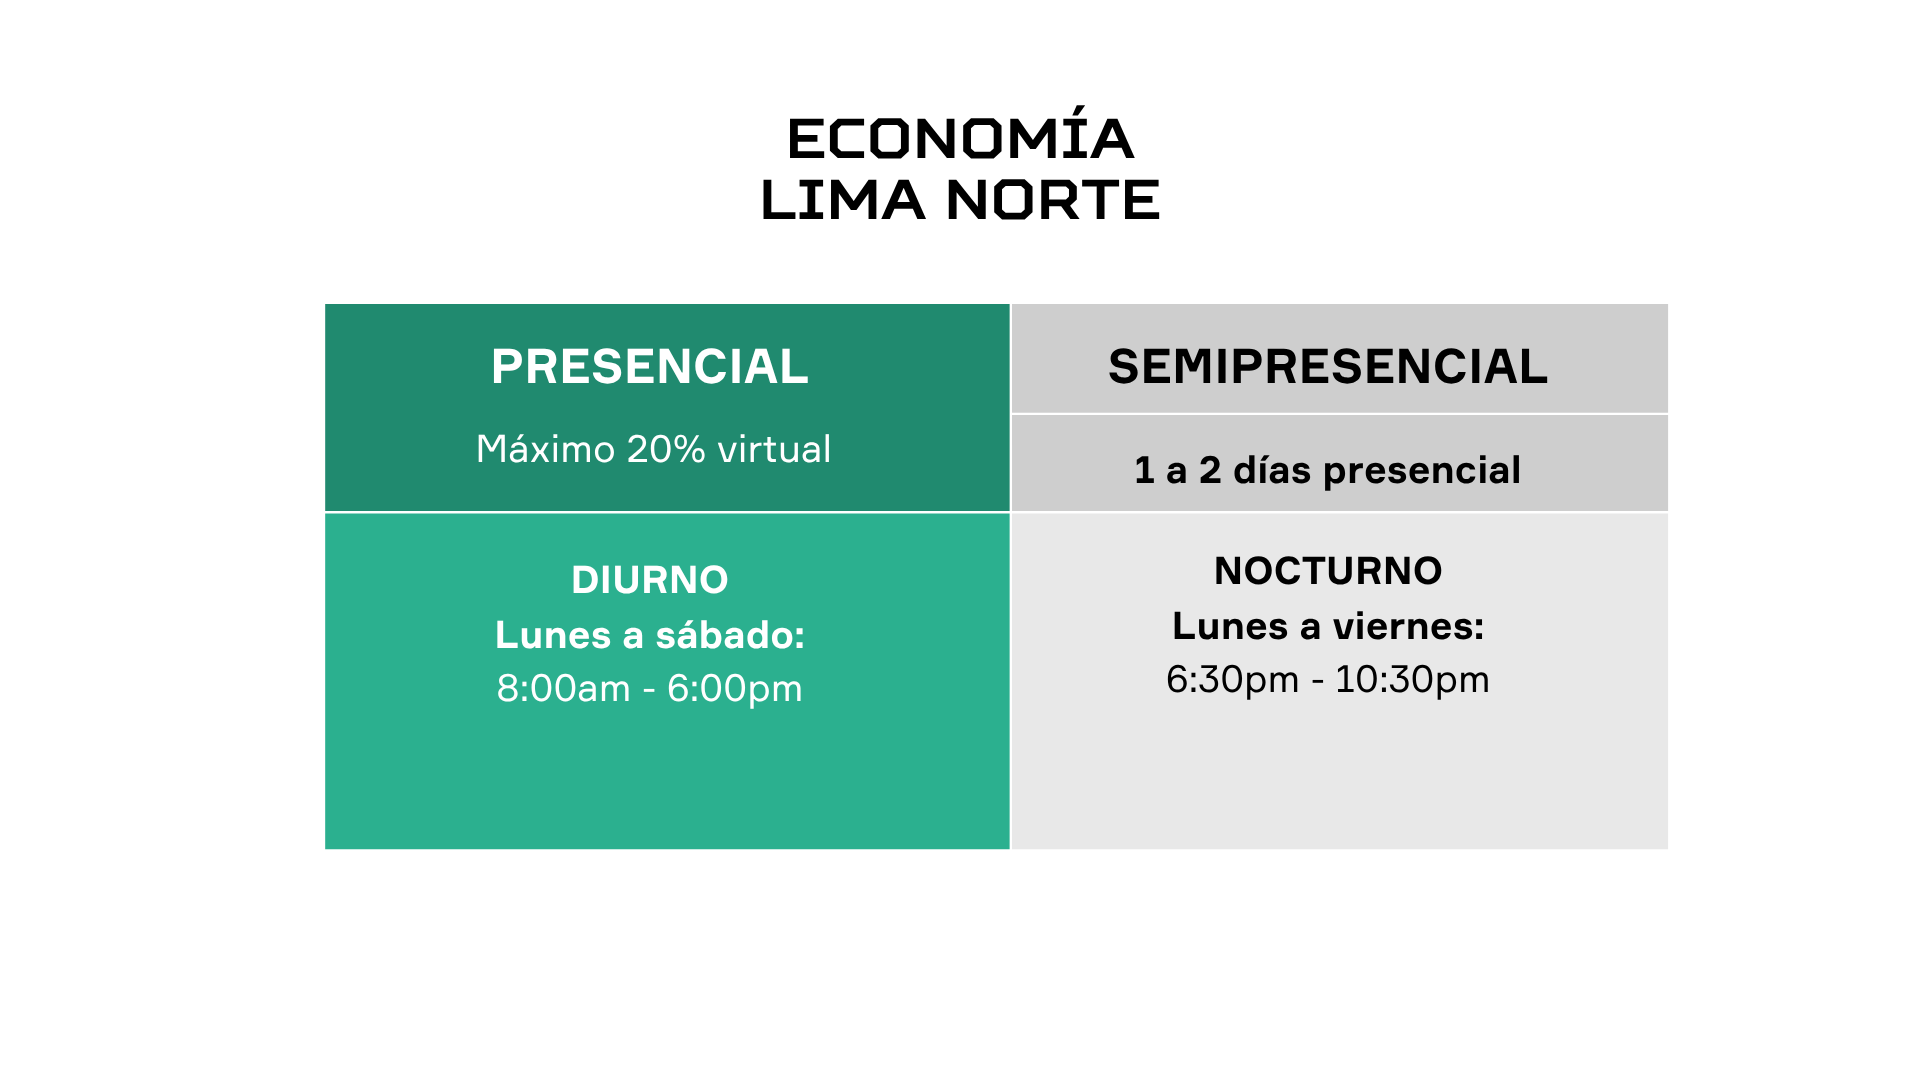 ECONOMÍA
LIMA NORTE
PRESENCIAL
Máximo 20% virtual
SEMIPRESENCIAL
1 a 2 días presencial
DIURNO
Lunes a sábado:
8:00am - 6:00pm
NOCTURNO
Lunes a viernes:
6:30pm - 10:30pm